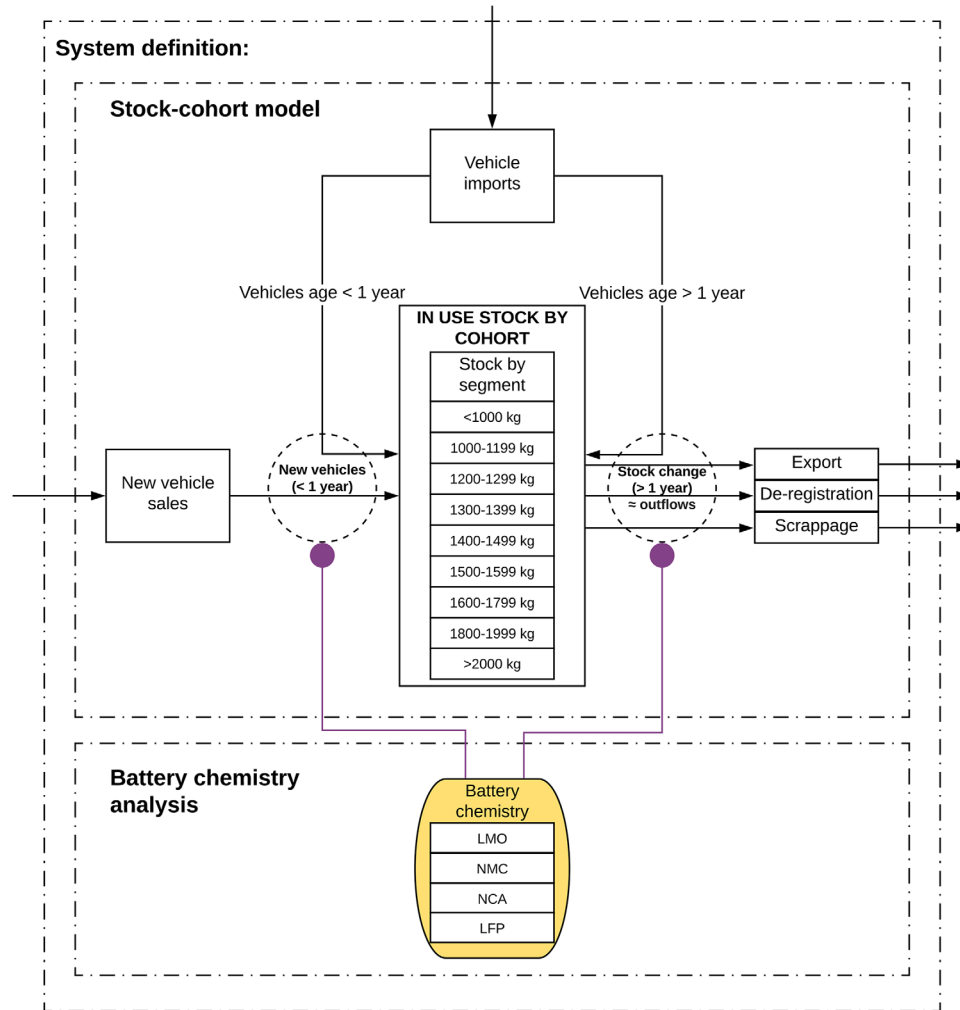 System definition:
Stock-cohort model
Vehicle
imports
Vehicles age < 1 year
Vehicles age > 1 year
IN USE STOCK BY
COHORT
Stock by
segment
<1000 kg
1000-1199 kg
1200-1299 kg
1300-1399 kg
1400-1499 kg
1500-1599 kg
1600-1799 kg
1800-1999 kg
>2000 kg
New vehicle
sales
New vehicles
(< 1 year)
Stock change
(> 1 year)
≈ outflows
Export
De-registration
Scrappage
Battery chemistry
analysis
Battery
chemistry
LMO
NMC
NCA
LFP